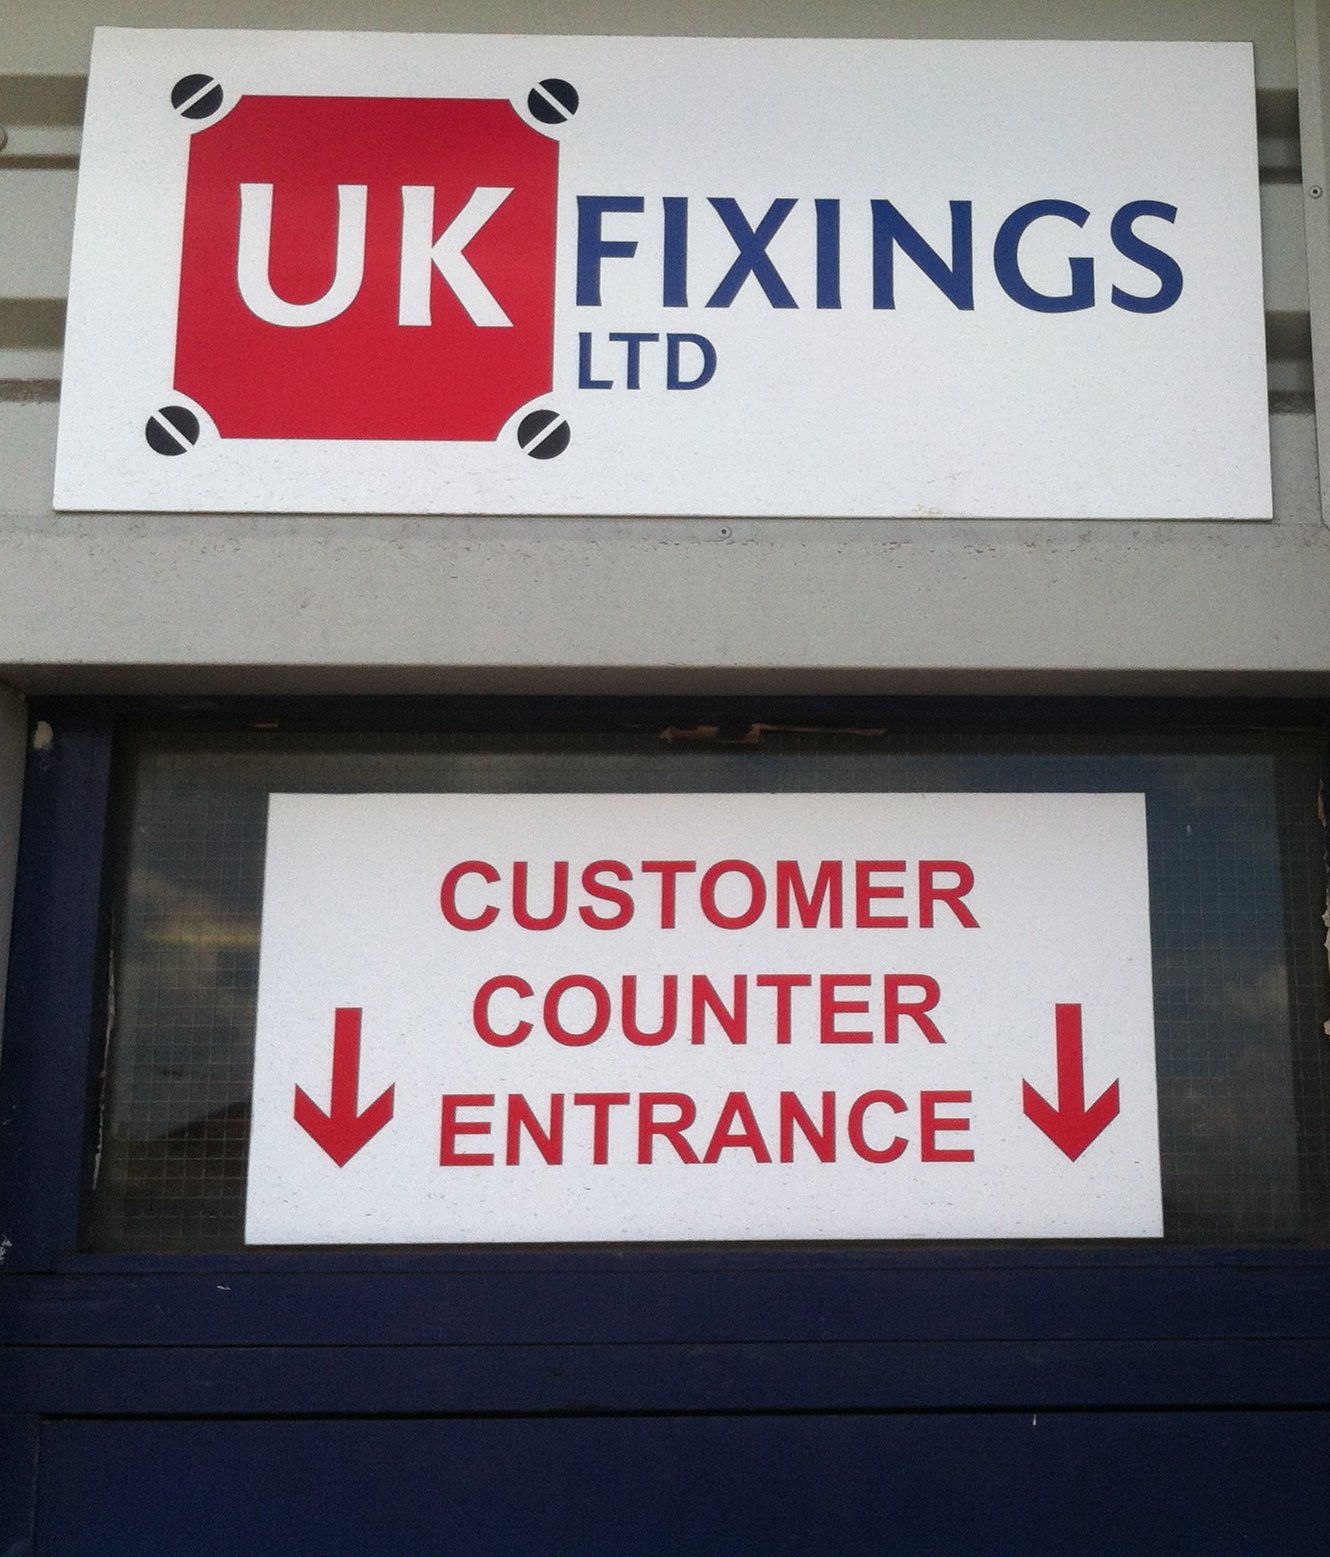 UK FIXINGS
LTD
CUSTOMER
COUNTER
ENTRANCE